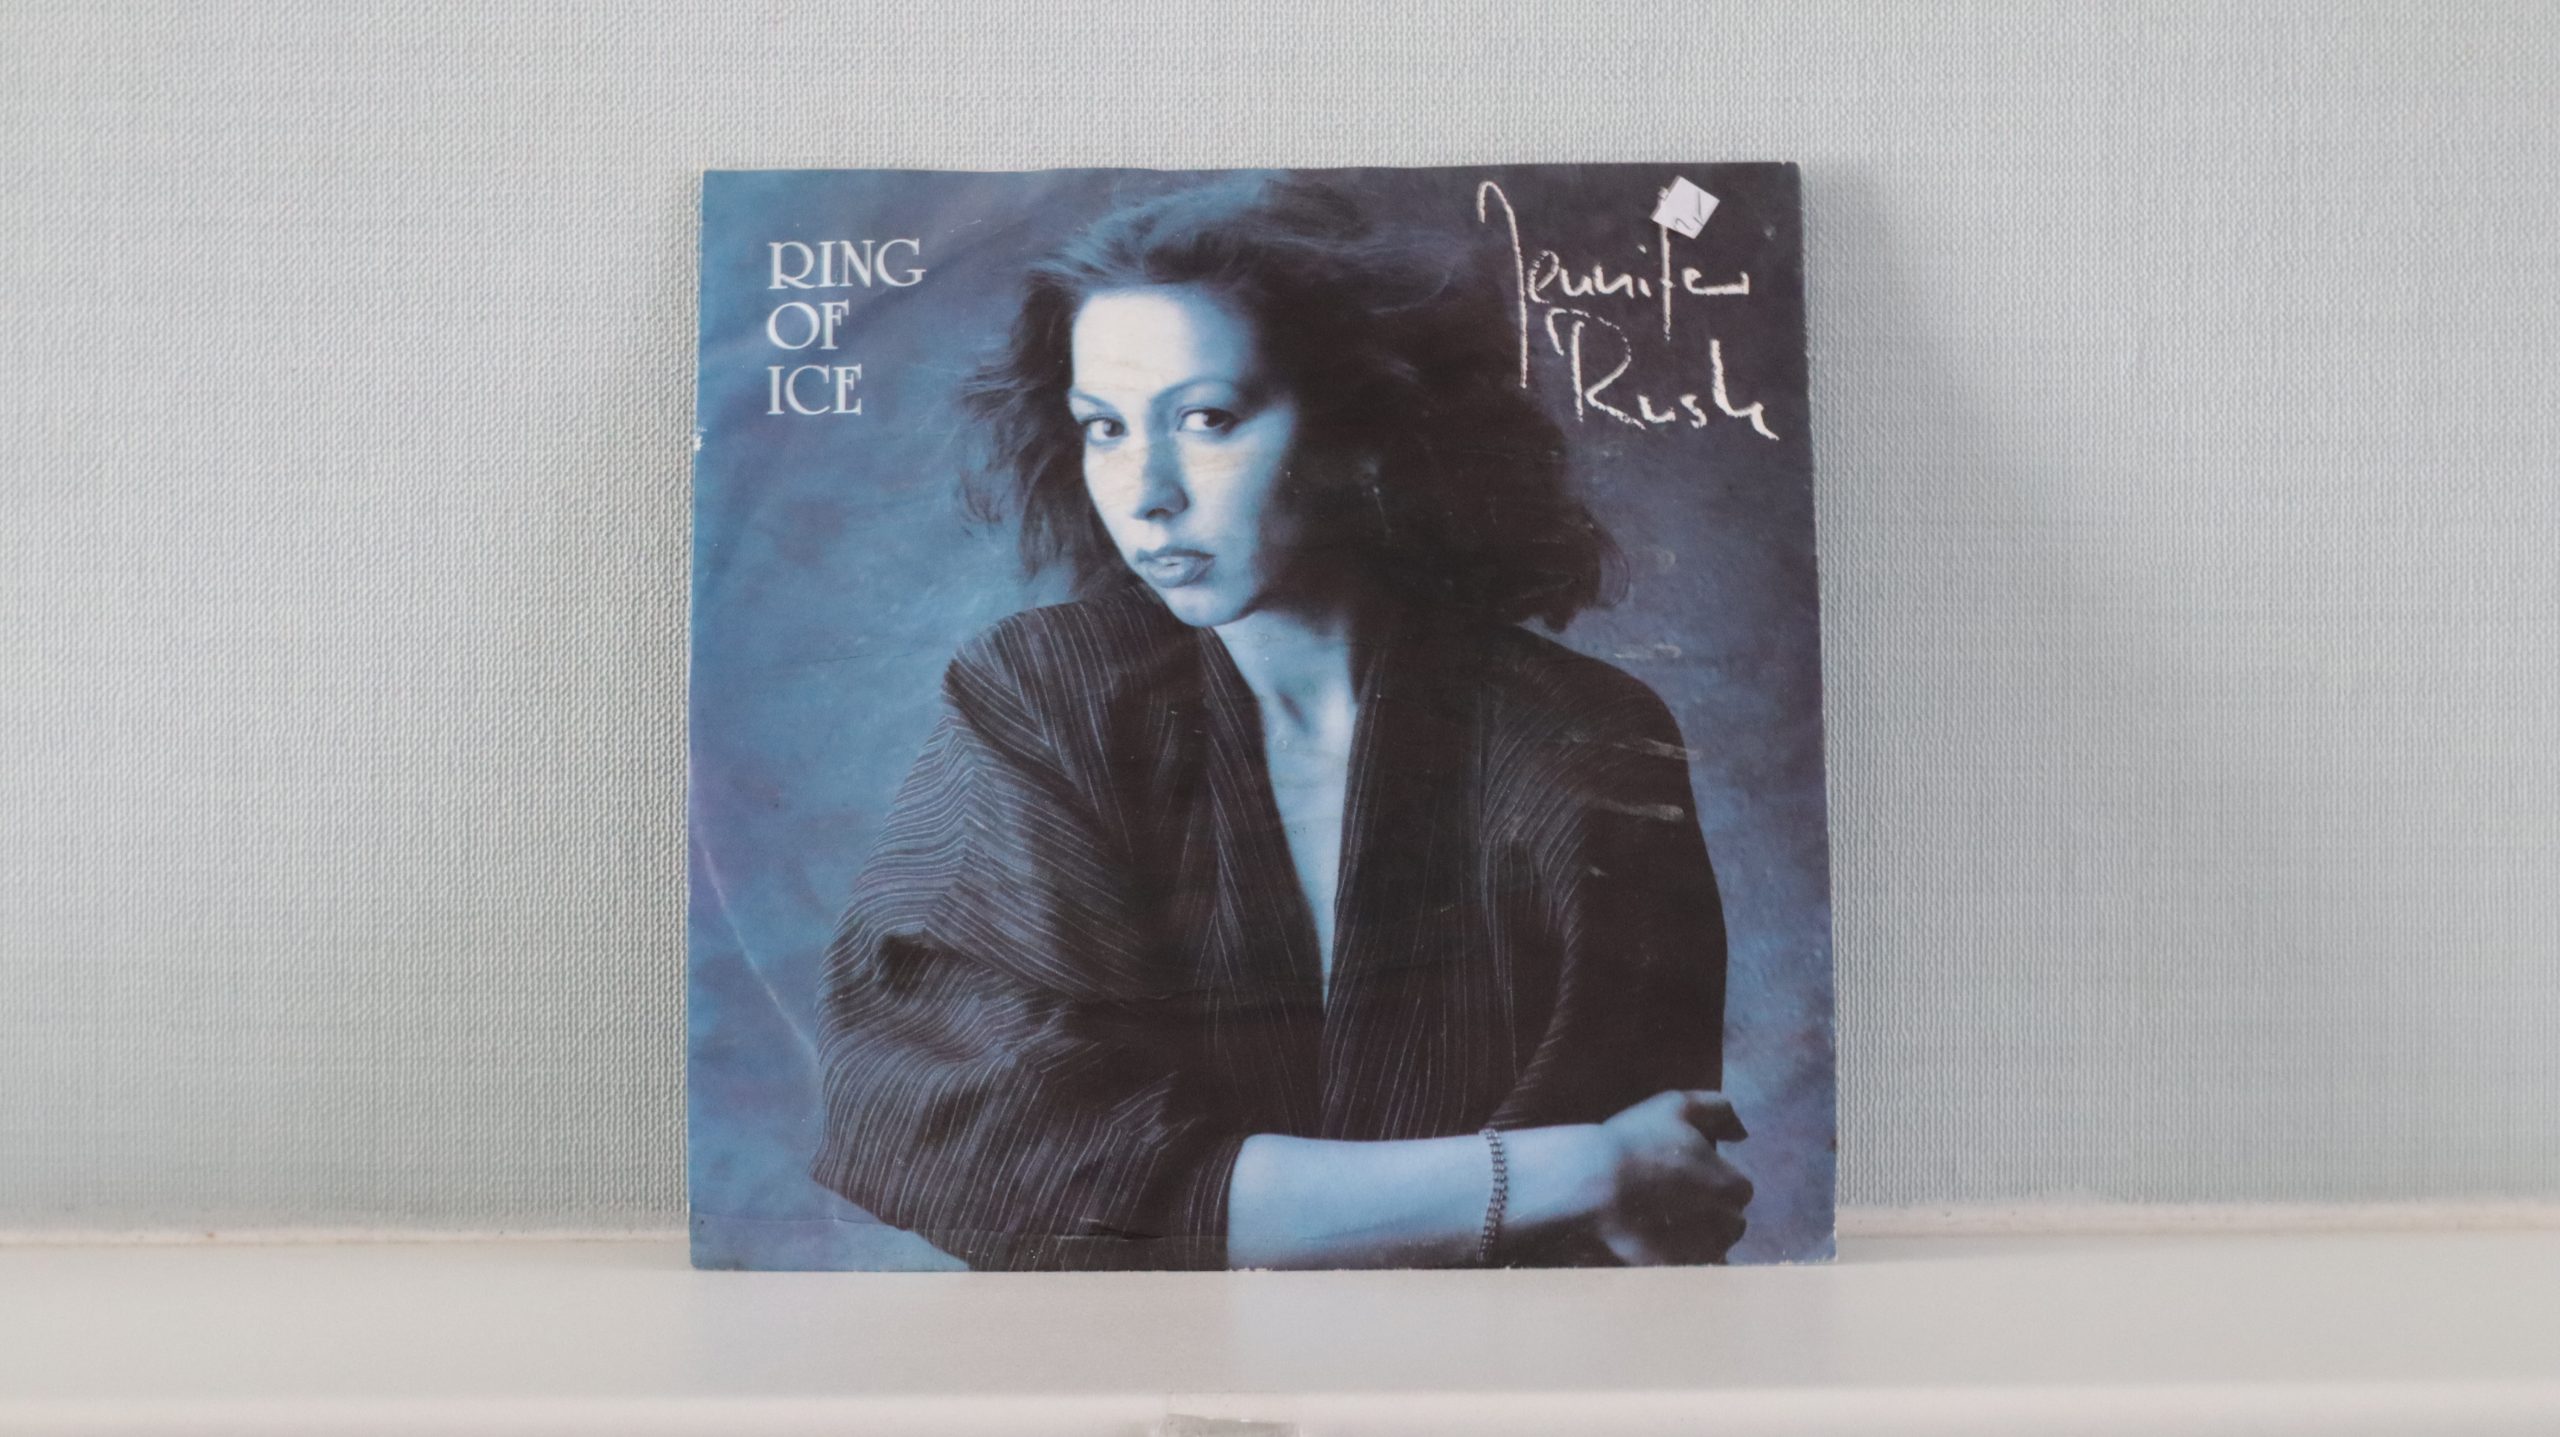 RING
OF
ICE
Jennifer
Rush